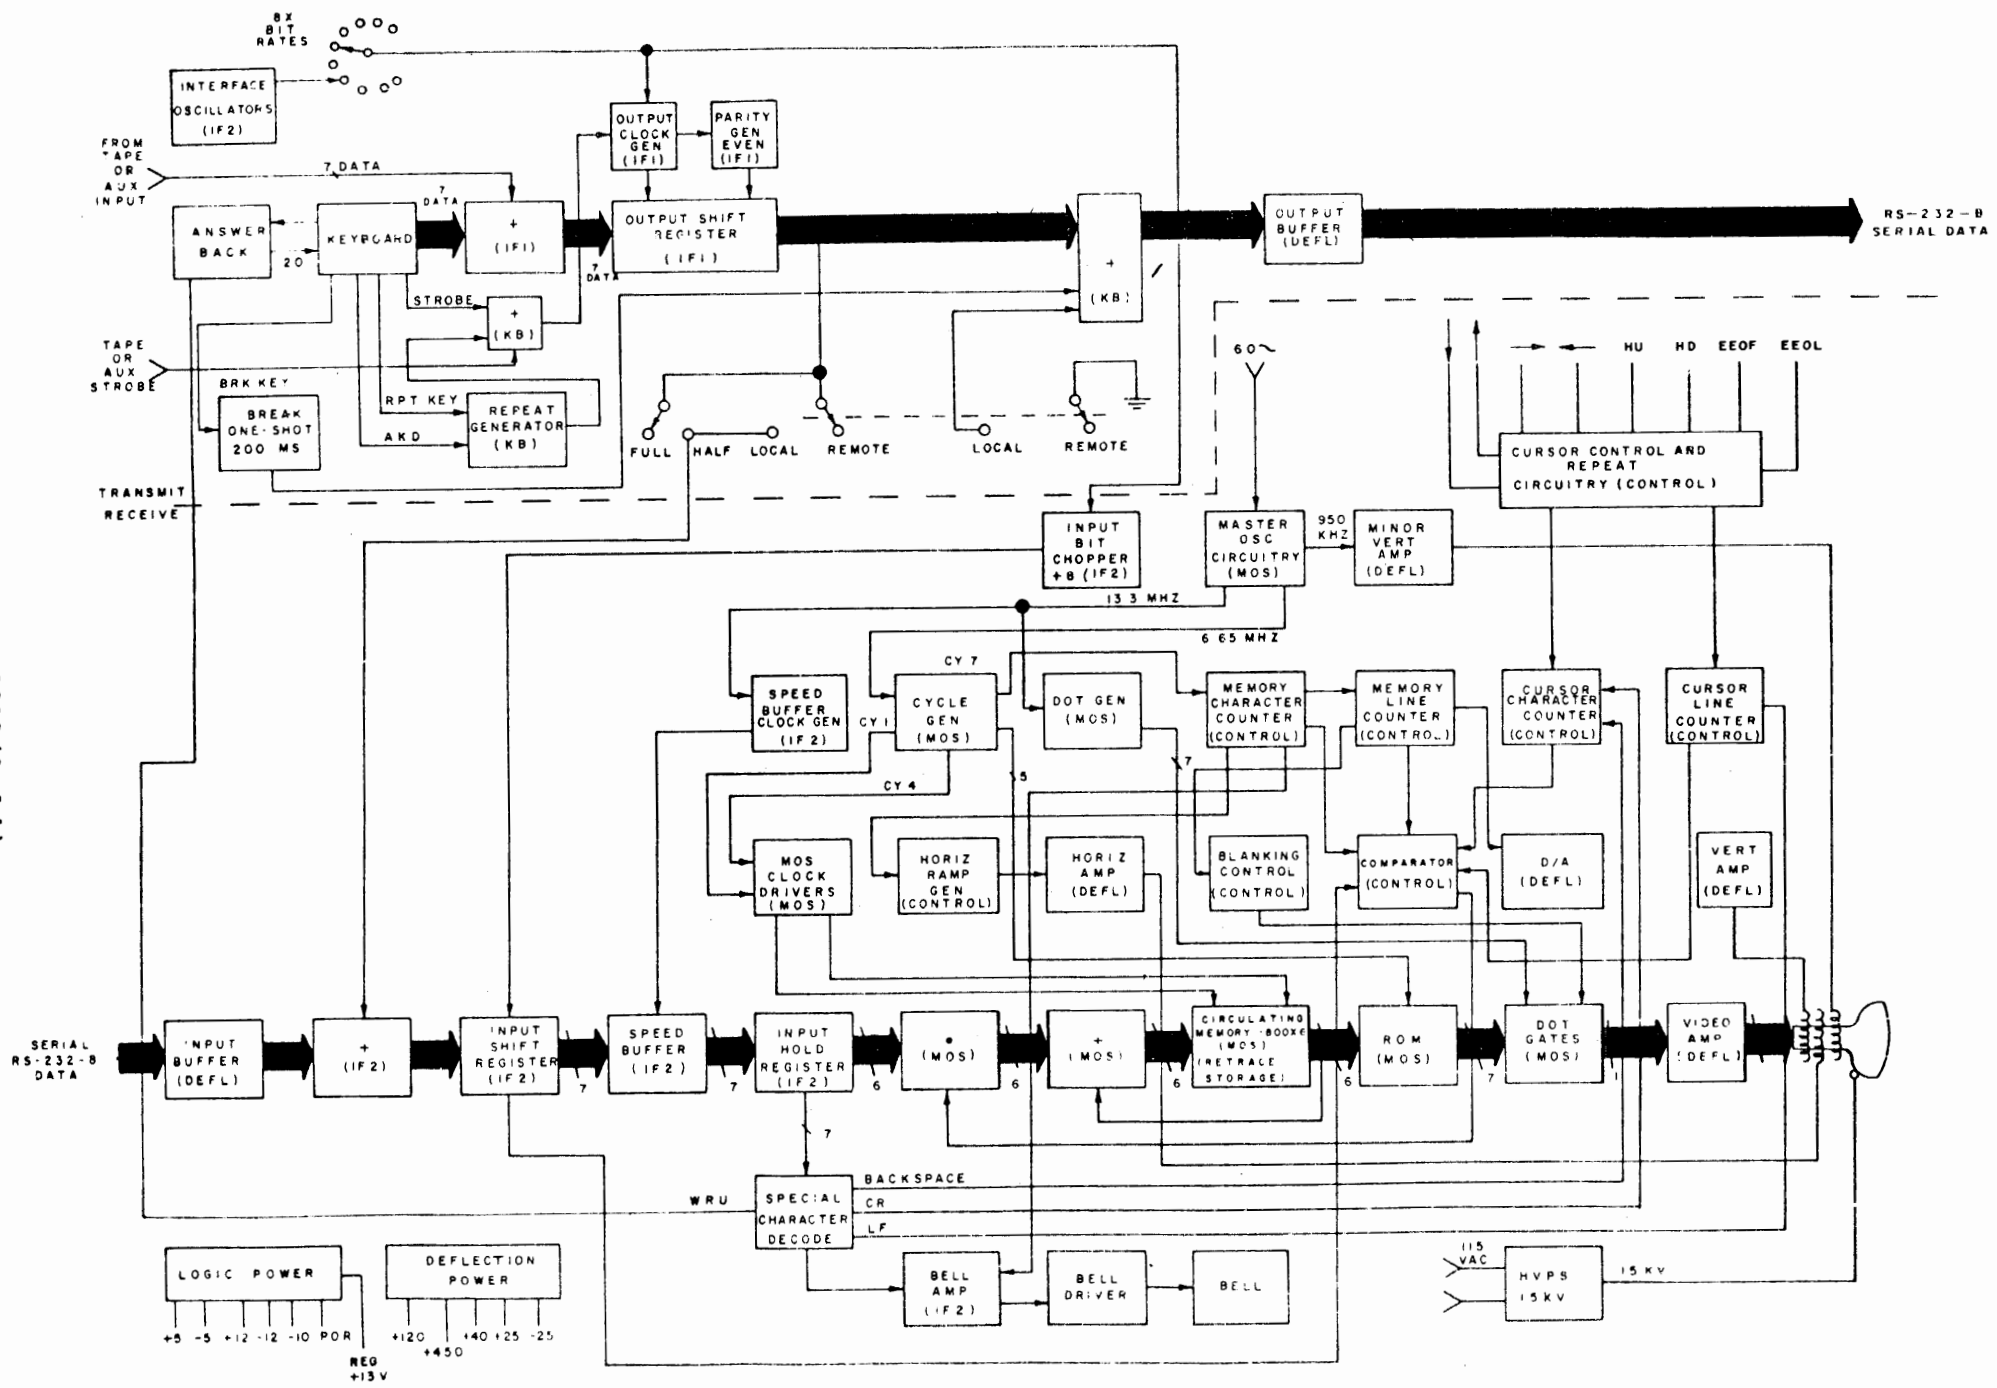 8X
BIT
RATES
INTERFACE
OSCILLATORS
(IF2)
FROM
TAPE
OR
AUX
INPUT
7 DATA
OUTPUT
CLOCK
GEN
(IF1)
PARITY
GEN
EVEN
(IF1)
ANSWER
BACK
20
KEYBOARD
7
DATA
+
(IF1)
7
DATA
OUTPUT SHIFT
REGISTER
(IF1)
+
(KB)
OUTPUT
BUFFER
(DEFL)
RS-232-B
SERIAL DATA
STROBE
+
(KB)
TAPE
OR
AUX
STROBE
BRK KEY
BREAK
ONE-SHOT
200 MS
RPT KEY
AKD
REPEAT
GENERATOR
(KB)
FULL
HALF
LOCAL
REMOTE
LOCAL
REMOTE
60~
HU
HD
EEOF
EEOL
CURSOR CONTROL AND
REPEAT
CIRCUITRY (CONTROL)
TRANSMIT
RECEIVE
INPUT
BIT
CHOPPER
+8 (IF2)
MASTER
OSC
CIRCUITRY
(MOS)
950
KHZ
MINOR
VERT
AMP
(DEFL)
13 3 MHZ
6 65 MHZ
CY 7
SPEED
BUFFER
CLOCK GEN
(IF2)
CY 1
CYCLE
GEN
(MOS)
DOT GEN
(MOS)
MEMORY
CHARACTER
COUNTER
(CONTROL)
MEMORY
LINE
COUNTER
(CONTROL)
CURSOR
CHARACTER
COUNTER
(CONTROL)
CURSOR
LINE
COUNTER
(CONTROL)
CY 4
5
7
MOS
CLOCK
DRIVERS
(MOS)
HORIZ
RAMP
GEN
(CONTROL)
HORIZ
AMP
(DEFL)
BLANKING
CONTROL
(CONTROL)
COMPARATOR
(CONTROL)
D/A
(DEFL)
VERT
AMP
(DEFL)
SERIAL
RS-232-B
DATA
INPUT
BUFFER
(DEFL)
+
(IF2)
INPUT
SHIFT
REGISTER
(IF2)
7
SPEED
BUFFER
(IF2)
7
INPUT
HOLD
REGISTER
(IF2)
6
•
(MOS)
6
+
(MOS)
6
CIRCULATING
MEMORY-800X6
(MOS)
(RETRACE
STORAGE)
6
ROM
(MOS)
7
DOT
GATES
(MOS)
1
VIDEO
AMP
(DEFL)
7
WRU
SPECIAL
CHARACTER
DECODE
BACKSPACE
CR
LF
LOGIC POWER
+5 -5 +12 -12 -10 POR
REG
+13V
DEFLECTION
POWER
+120 +450 +40 +25 -25
BELL
AMP
(IF2)
BELL
DRIVER
BELL
115
VAC
HVPS
15KV
15 KV